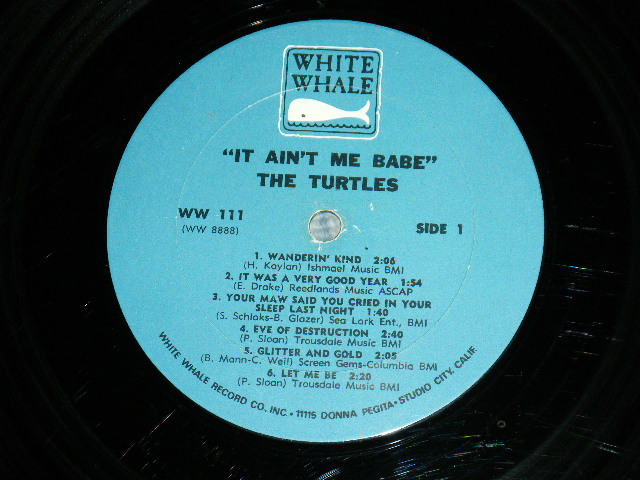 WHITE
WHALE
"IT AIN'T ME BABE"
THE TURTLES
WW 111
(WW 8888)
SIDE 1
1. WANDERIN' KIND 2:06
(H. Kaylan) Ishmael Music BMI
2. IT WAS A VERY GOOD YEAR 1:54
(E. Drake) Reedlands Music ASCAP
3. YOUR MAW SAID YOU CRIED IN YOUR
SLEEP LAST NIGHT 1:40
(S. Schlaks-B. Glazer) Sea Lark Ent., BMI
4. EVE OF DESTRUCTION 2:40
(P. Sloan) Trousdale Music BMI
5. GLITTER AND GOLD 2:05
(B. Mann-C. Weil) Screen Gems-Columbia BMI
6. LET ME BE 2:20
(P. Sloan) Trousdale Music BMI
WHITE WHALE RECORD CO. INC. • 11115 DONNA PEGITA • STUDIO CITY, CALIF.